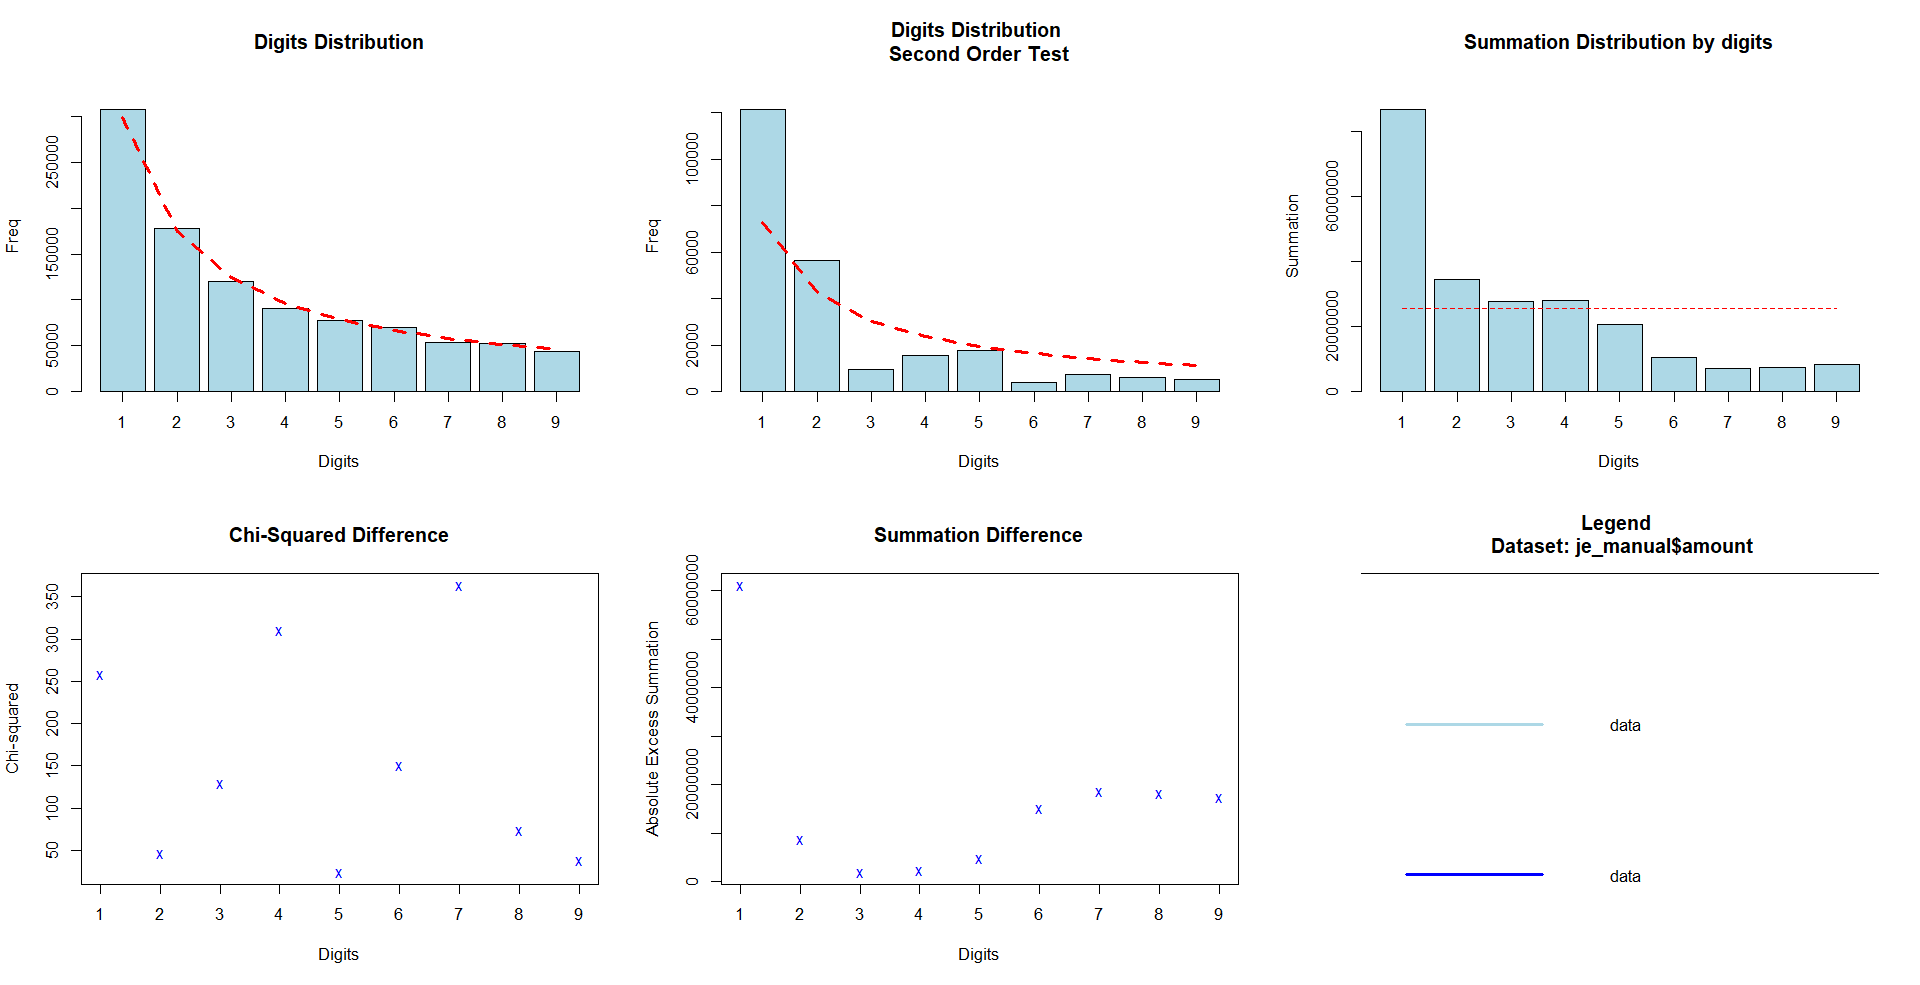 Digits Distribution
Freq
0
50000
150000
250000
1 2 3 4 5 6 7 8 9
Digits
Digits Distribution
Second Order Test
Freq
0
20000
60000
100000
1 2 3 4 5 6 7 8 9
Digits
Summation Distribution by digits
Summation
0
20000000
60000000
1 2 3 4 5 6 7 8 9
Digits
Chi-Squared Difference
Chi-squared
50
100
150
200
250
300
350
1 2 3 4 5 6 7 8 9
Digits
Summation Difference
Absolute Excess Summation
0
20000000
40000000
60000000
1 2 3 4 5 6 7 8 9
Digits
Legend
Dataset: je_manual$amount
data
data